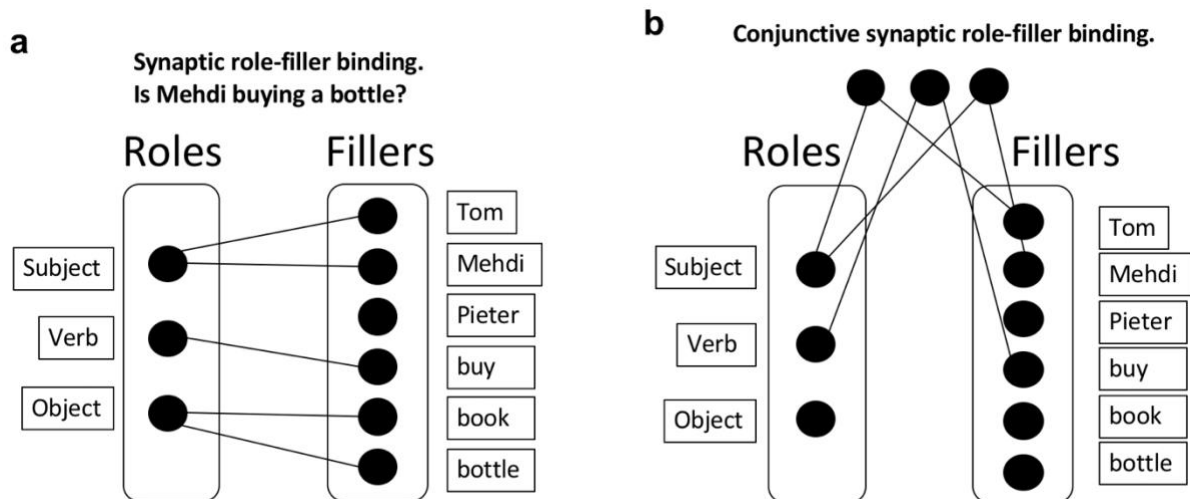 a
Synaptic role-filler binding.
Is Mehdi buying a bottle?
Roles
Fillers
Subject
Verb
Object
Tom
Mehdi
Pieter
buy
book
bottle
b
Conjunctive synaptic role-filler binding.
Roles
Fillers
Subject
Verb
Object
Tom
Mehdi
Pieter
buy
book
bottle